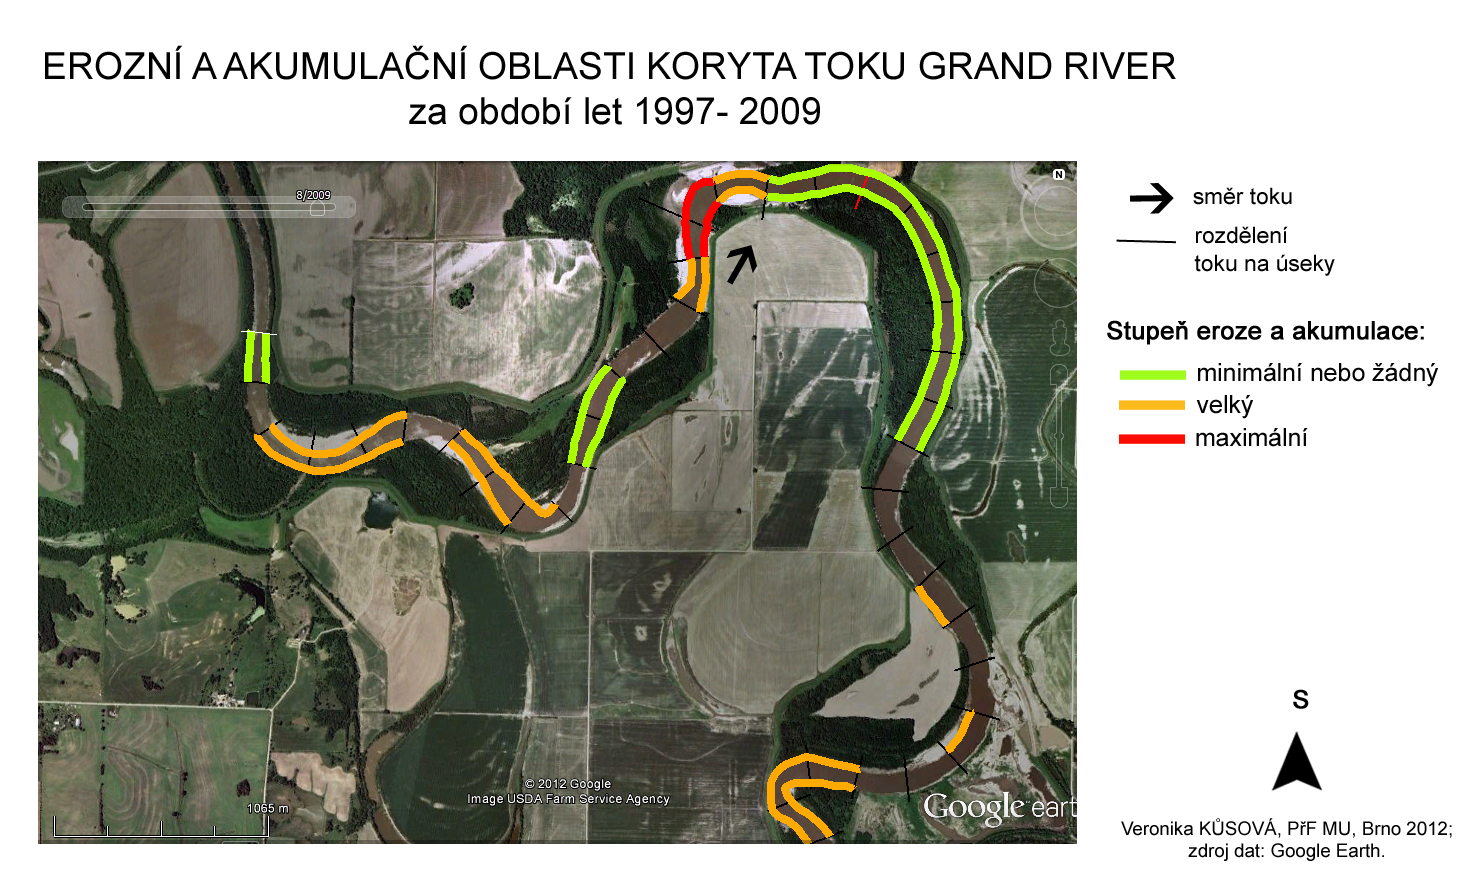 EROZNÍ A AKUMULAČNÍ OBLASTI KORYTA TOKU GRAND RIVER
za období let 1997- 2009
8/2009
N
směr toku
rozdělení
toku na úseky
Stupeň eroze a akumulace:
minimální nebo žádný
velký
maximální
S
© 2012 Google
Image USDA Farm Service Agency
1065 m
Google eart
Veronika KŮSOVÁ, PřF MU, Brno 2012;
zdroj dat: Google Earth.